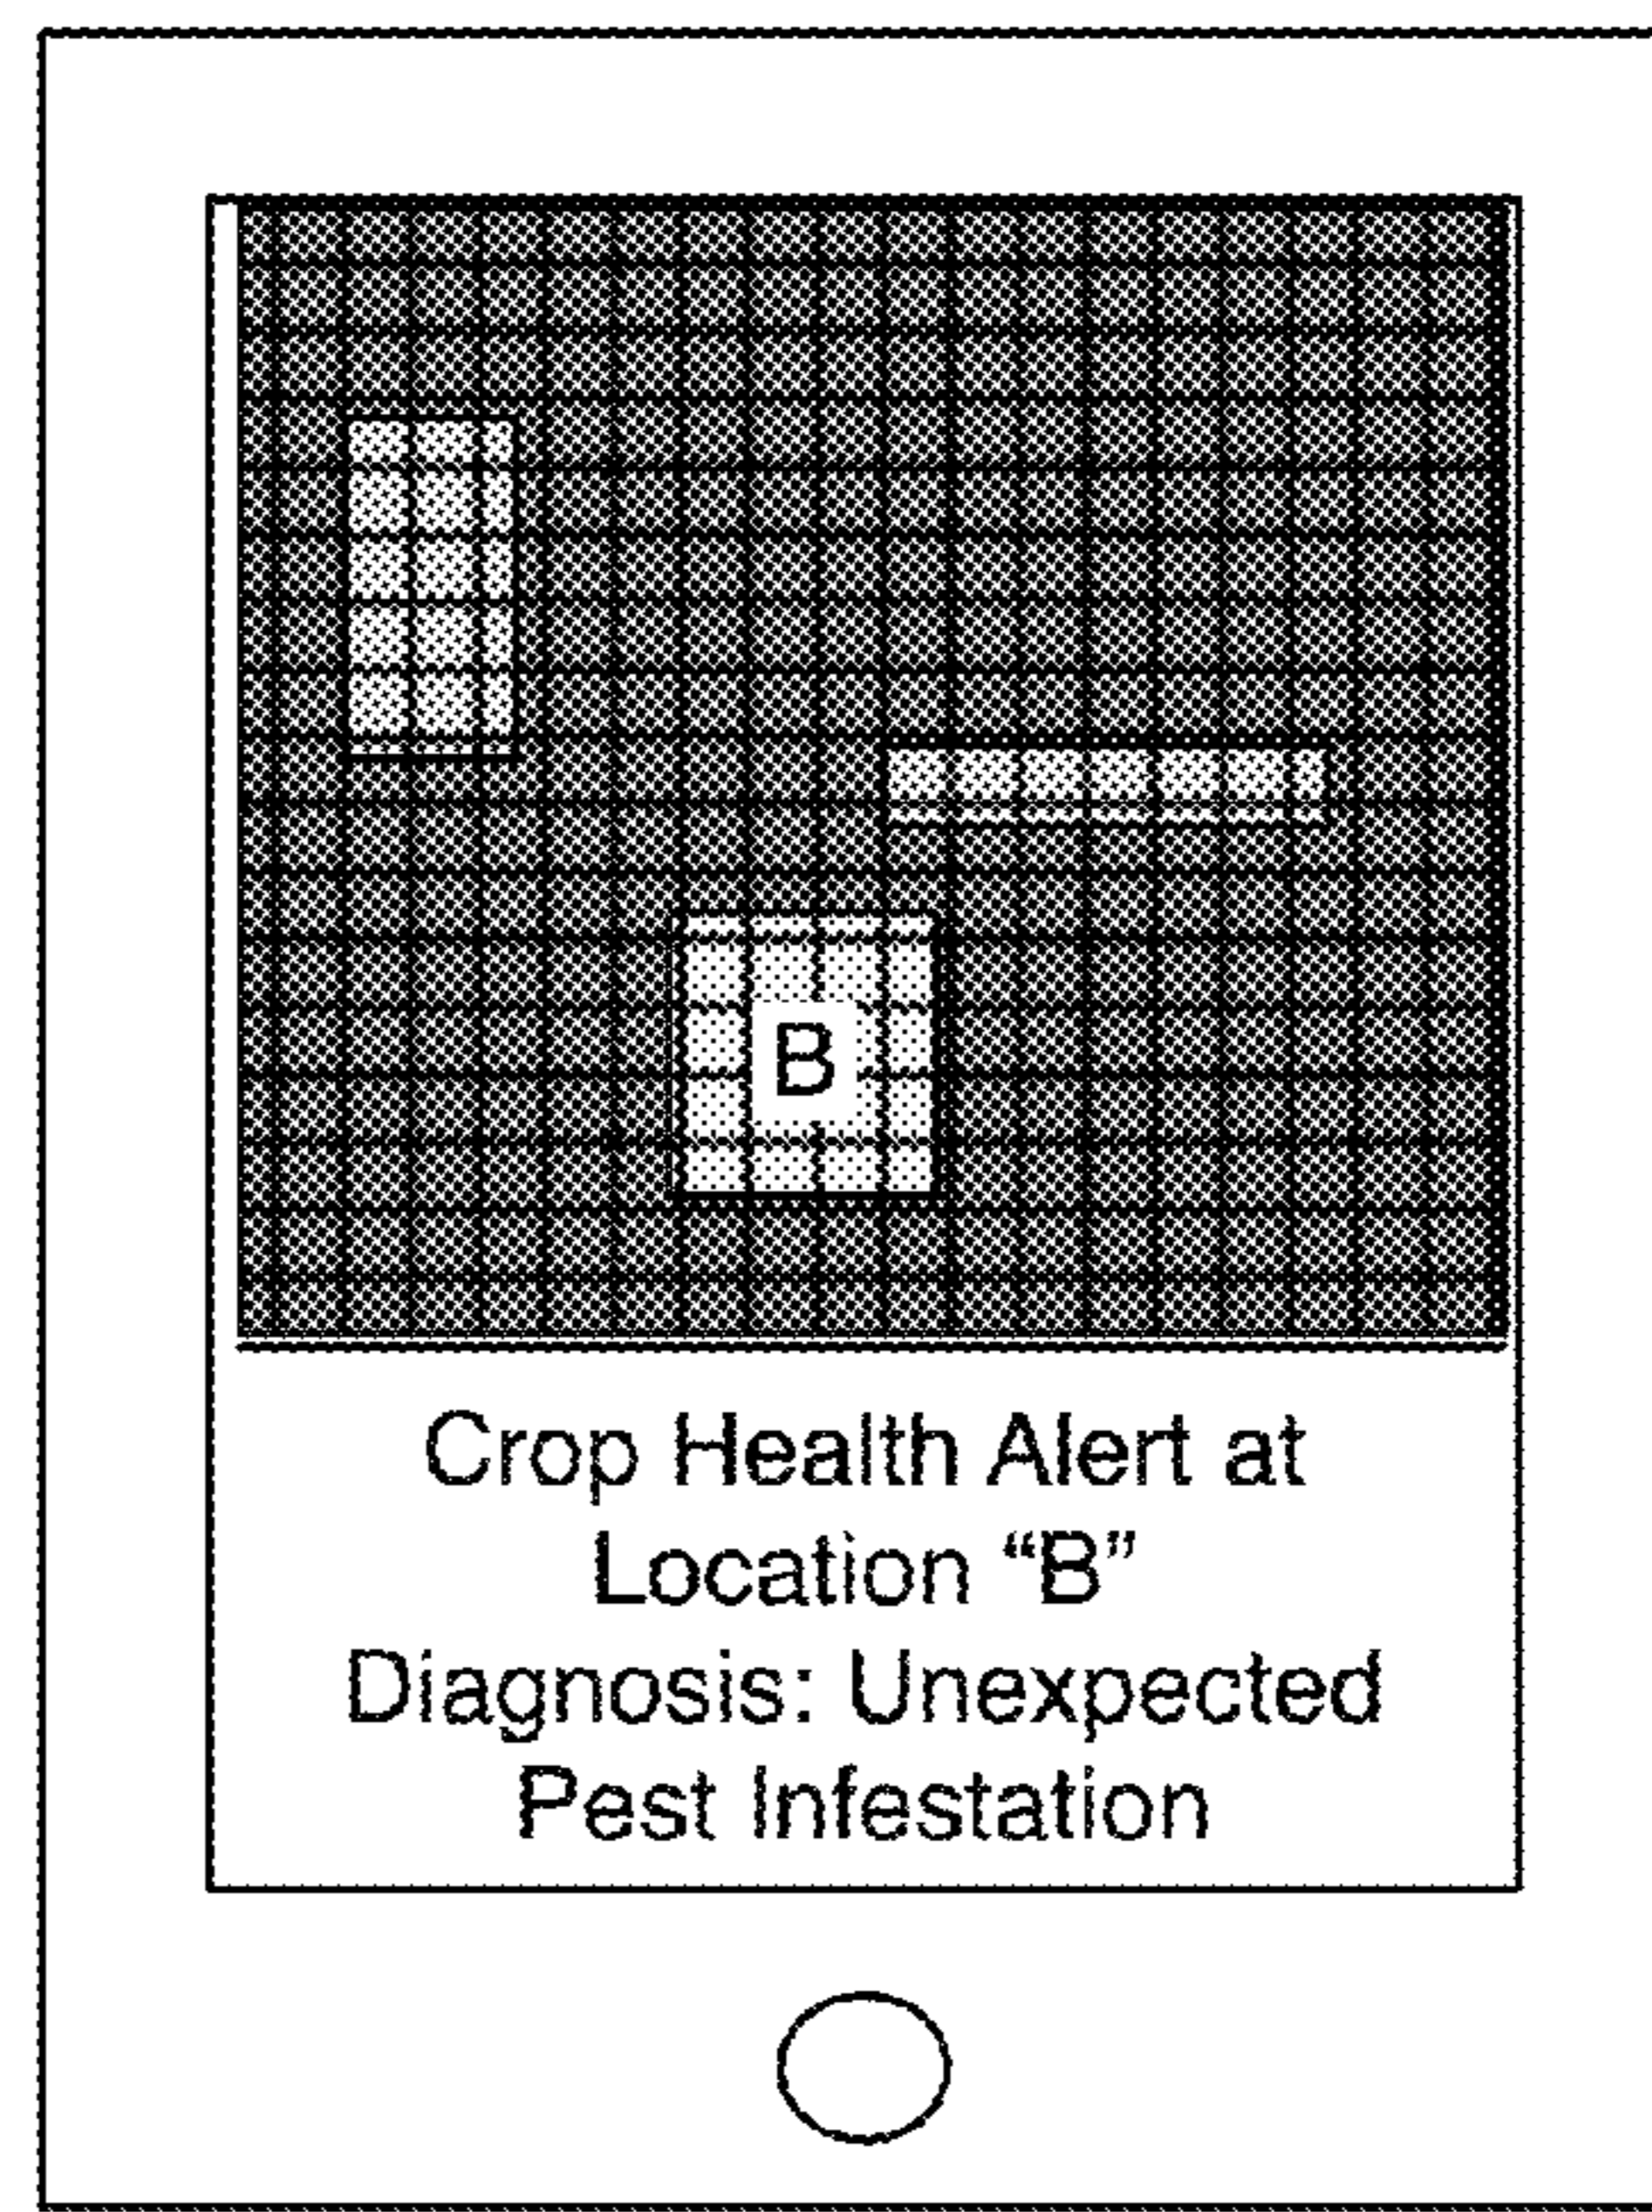 B
Crop Health Alert at
Location “B”
Diagnosis: Unexpected
Pest Infestation